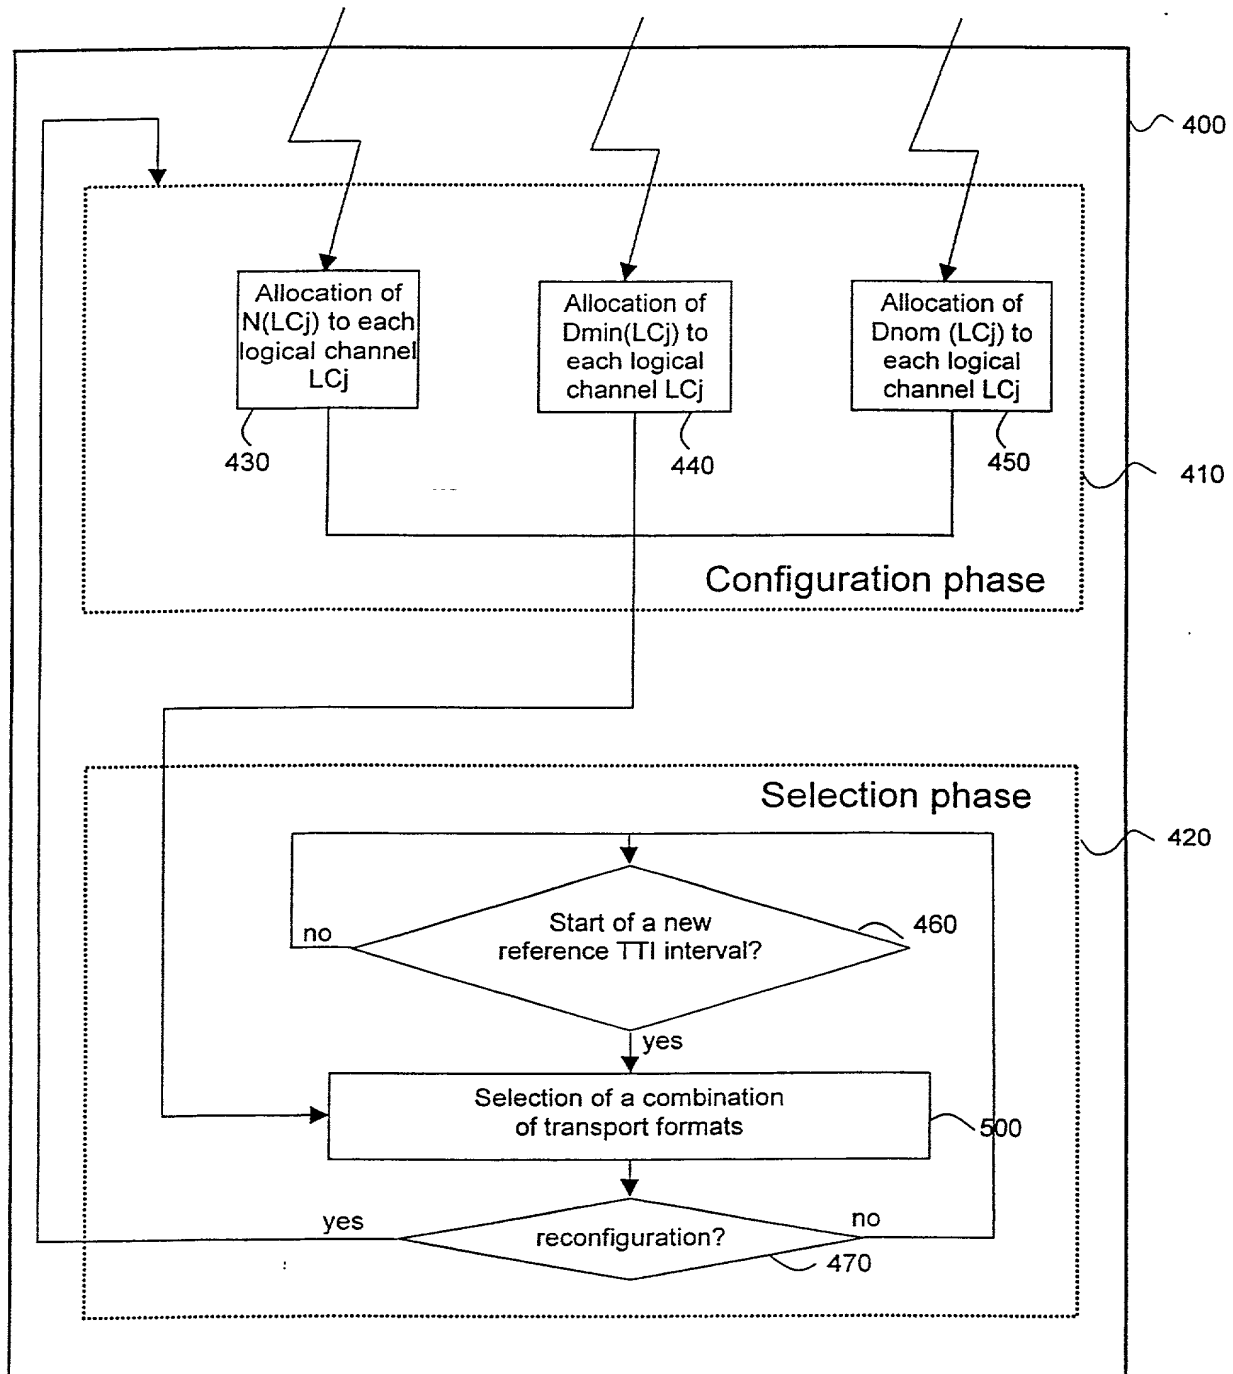 400
Allocation of
N(LCj) to each
logical channel
LCj
Allocation of
Dmin(LCj) to
each logical
channel LCj
Allocation of
Dnom (LCj) to
each logical
channel LCj
430
440
450
410
Configuration phase
Selection phase
420
Start of a new
reference TTI interval?
460
no
yes
Selection of a combination
of transport formats
500
yes
reconfiguration?
no
470